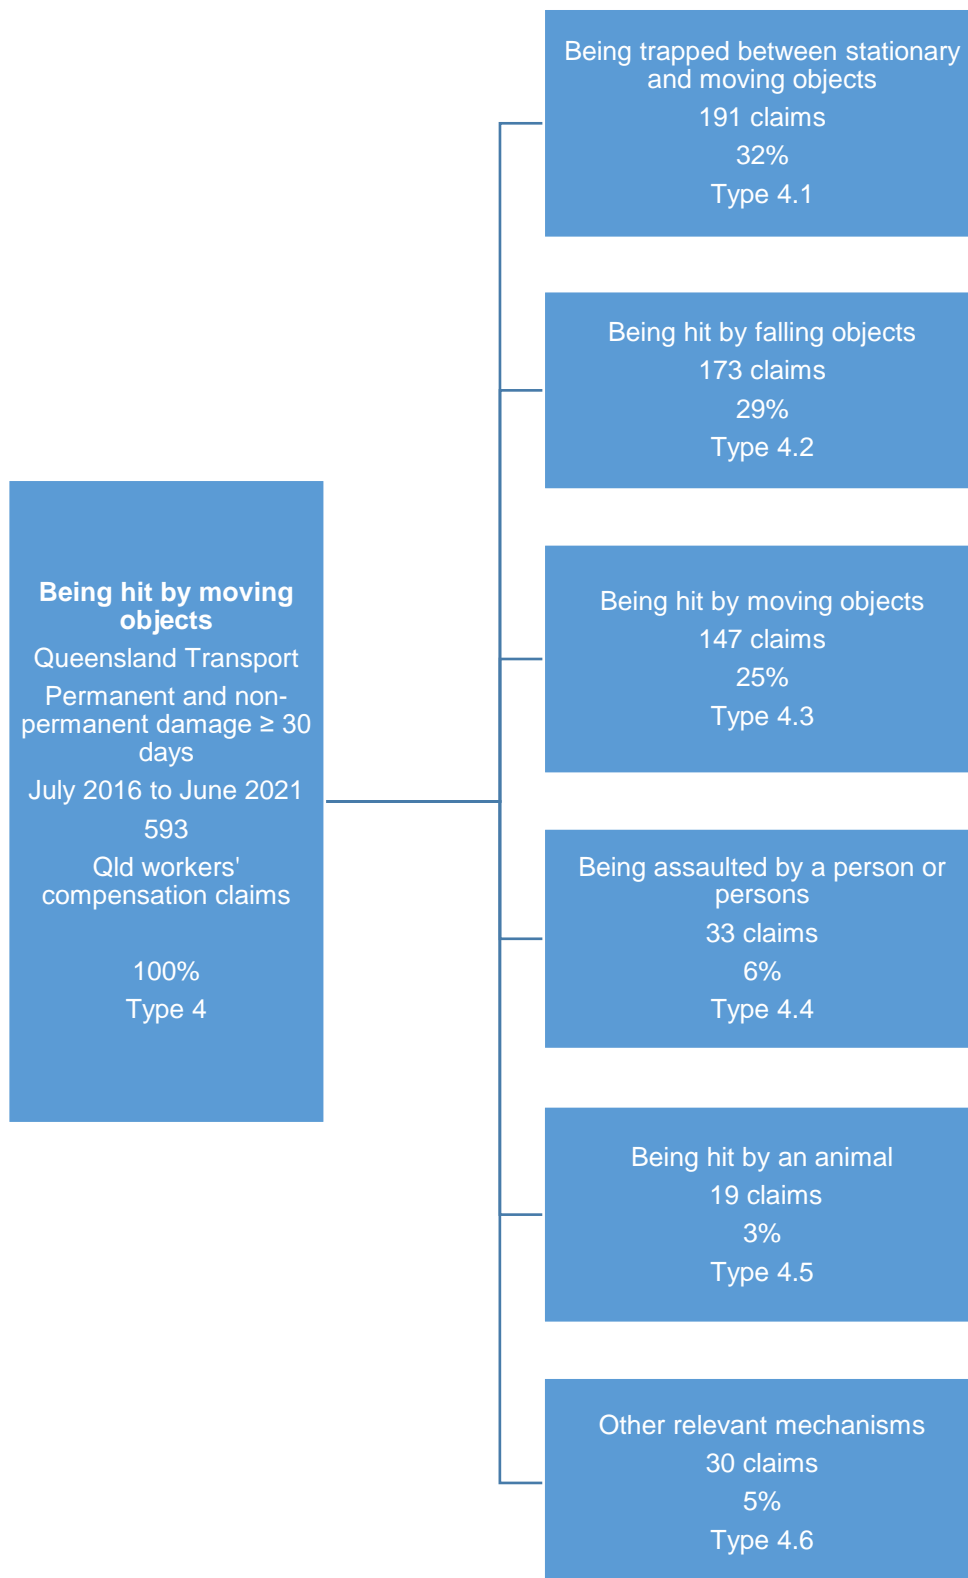 Being hit by moving
objects
Queensland Transport
Permanent and non-
permanent damage ≥ 30
days
July 2016 to June 2021
593
Qld workers'
compensation claims
100%
Type 4
Being trapped between stationary
and moving objects
191 claims
32%
Type 4.1
Being hit by falling objects
173 claims
29%
Type 4.2
Being hit by moving objects
147 claims
25%
Type 4.3
Being assaulted by a person or
persons
33 claims
6%
Type 4.4
Being hit by an animal
19 claims
3%
Type 4.5
Other relevant mechanisms
30 claims
5%
Type 4.6